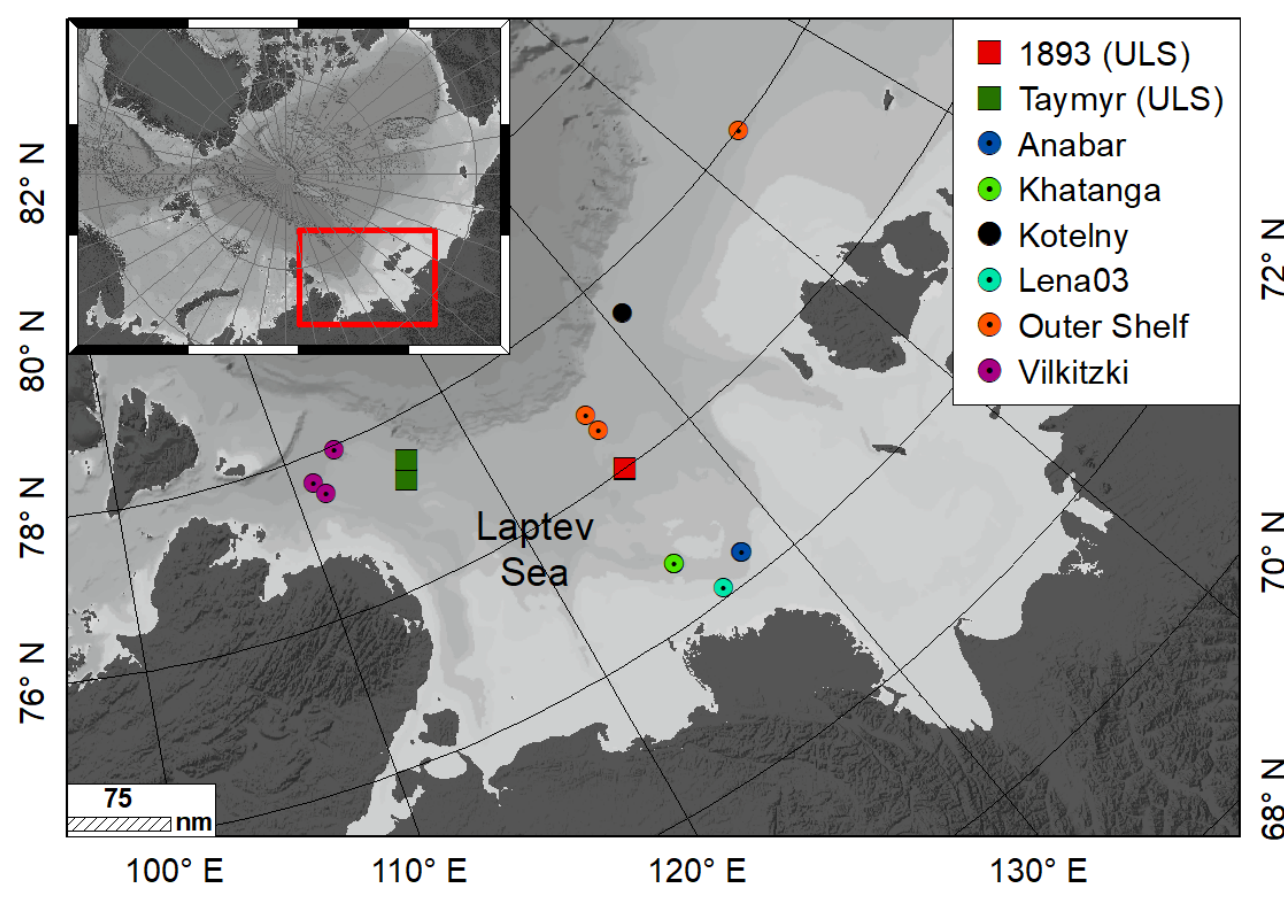 1893 (ULS)
Taymyr (ULS)
Anabar
Khatanga
Kotelny
Lena03
Outer Shelf
Vilkitzki
82° N
80° N
78° N
76° N
72° N
70° N
68° N
Laptev
Sea
75
nm
100° E
110° E
120° E
130° E